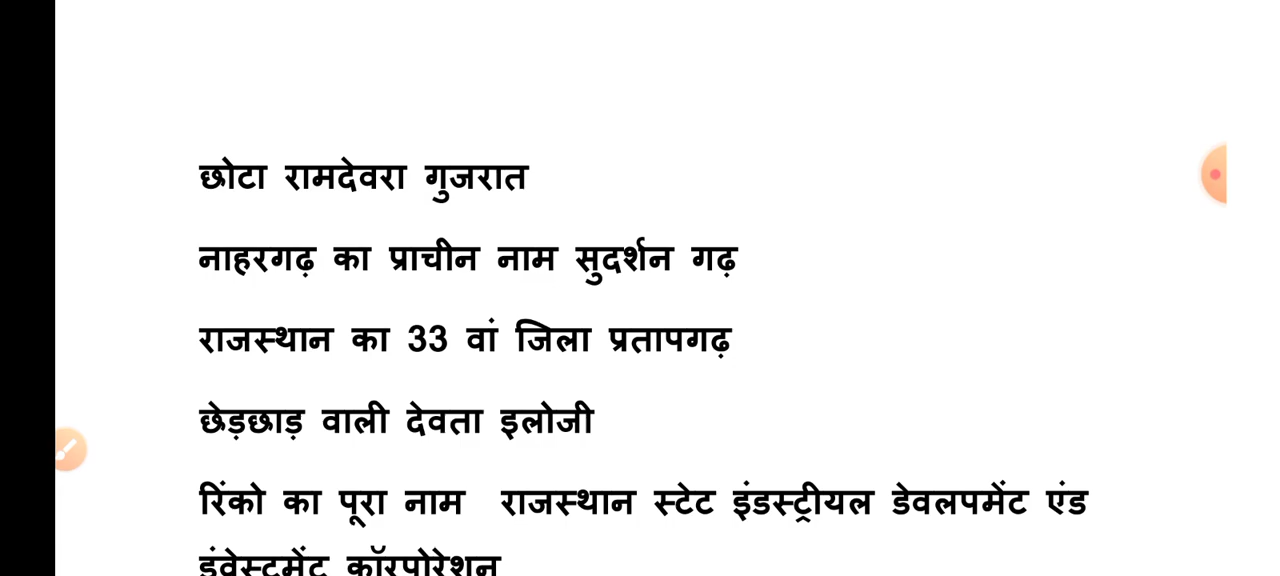 छोटा रामदेवरा गुजरात
नाहरगढ़ का प्राचीन नाम सुदर्शन गढ़
राजस्थान का 33 वां जिला प्रतापगढ़
छेड़छाड़ वाली देवता इलोजी
रिंको का पूरा नाम राजस्थान स्टेट इंडस्ट्रीयल डेवलपमेंट एंड
इंवेस्टमेंट कॉरपोरेशन